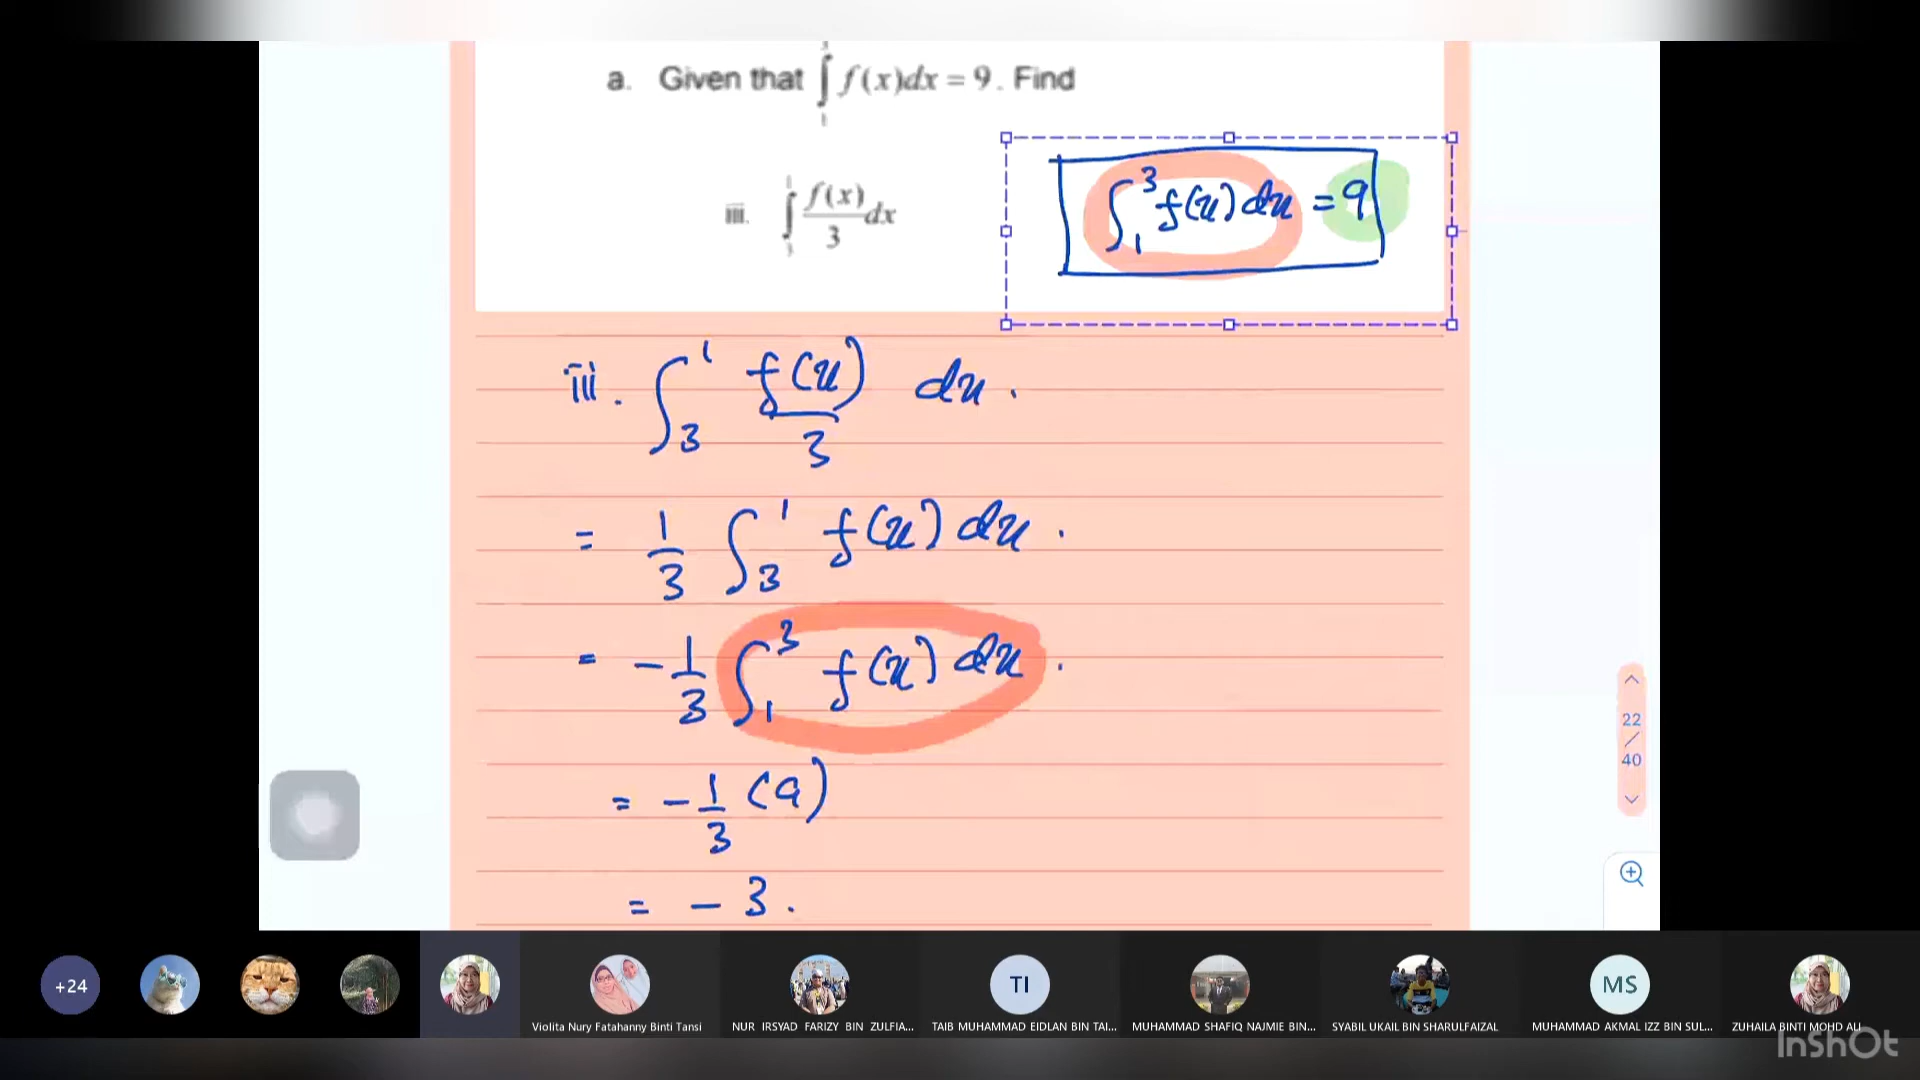 a. Given that ∫₁³ f(x)dx = 9. Find
∫₁³ f(x) dx = 9
iii. ∫₃¹ f(x)/3 dx
iii. ∫₃¹ f(x)/3 dx.
= 1/3 ∫₃¹ f(x) dx.
= -1/3 ∫₁³ f(x) dx.
= -1/3 (9)
= -3.
22
/
40
+24
TI
MS
Violita Nury Fatahanny Binti Tansi
NUR IRSYAD FARIZY BIN ZULFIA...
TAIB MUHAMMAD EIDLAN BIN TAI...
MUHAMMAD SHAFIQ NAJMIE BIN...
SYABIL UKAIL BIN SHARULFAIZAL
MUHAMMAD AKMAL IZZ BIN SUL...
ZUHAILA BINTI MOHD ALI
InShOt